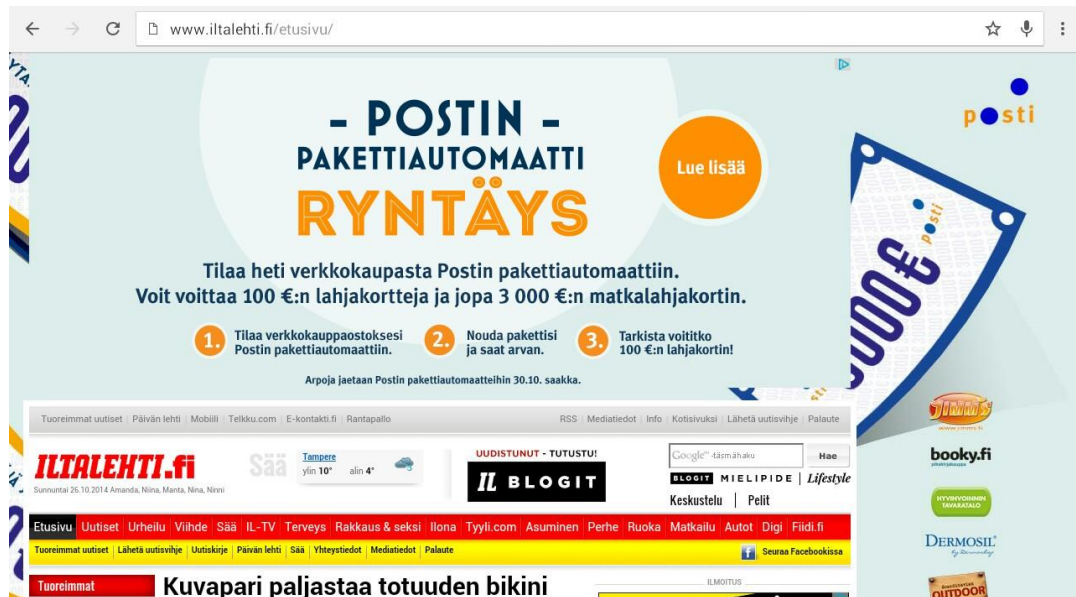 www.iltalehti.fi/etusivu/
posti
- POSTIN -
PAKETTIAUTOMAATTI
RYNTÄYS
Lue lisää
Tilaa heti verkkokaupasta Postin pakettiautomaattiin.
Voit voittaa 100 €:n lahjakortteja ja jopa 3 000 €:n matkalahjakortin.
1. Tilaa verkkokauppaostoksesi
Postin pakettiautomaattiin.
2. Nouda pakettisi
ja saat arvan.
3. Tarkista voititko
100 €:n lahjakortin!
Arpoja jaetaan Postin pakettiautomaatteihin 30.10. saakka.
posti
000 €
Tuoreimmat uutiset | Päivän lehti | Mobiili | Telkku.com | E-kontakti.fi | Rantapallo
RSS | Mediatiedot | Info | Kotisivuksi | Lähetä uutisvihje | Palaute
ILTALEHTI.fi
Sunnuntai 26.10.2014 Amanda, Niina, Manta, Nina, Ninni
Sää
Tampere
ylin 10° alin 4°
UUDISTUNUT - TUTUSTU!
IL BLOGIT
Google™ -täsmähaku
Hae
BLOGIT MIELIPIDE | Lifestyle
Keskustelu | Pelit
Etusivu Uutiset Urheilu Viihde Sää IL-TV Terveys Rakkaus & seksi Ilona Tyyli.com Asuminen Perhe Ruoka Matkailu Autot Digi Fiidi.fi
Tuoreimmat uutiset | Lähetä uutisvihje | Uutiskirje | Päivän lehti | Sää | Yhteystiedot | Mediatiedot | Palaute
Seuraa Facebookissa
Tuoreimmat
Kuvapari paljastaa totuuden bikini
ILMOITUS
JIMM'S
booky.fi
HYVINVOINNIN
TAVARATALO
DERMOSIL
OUTDOOR